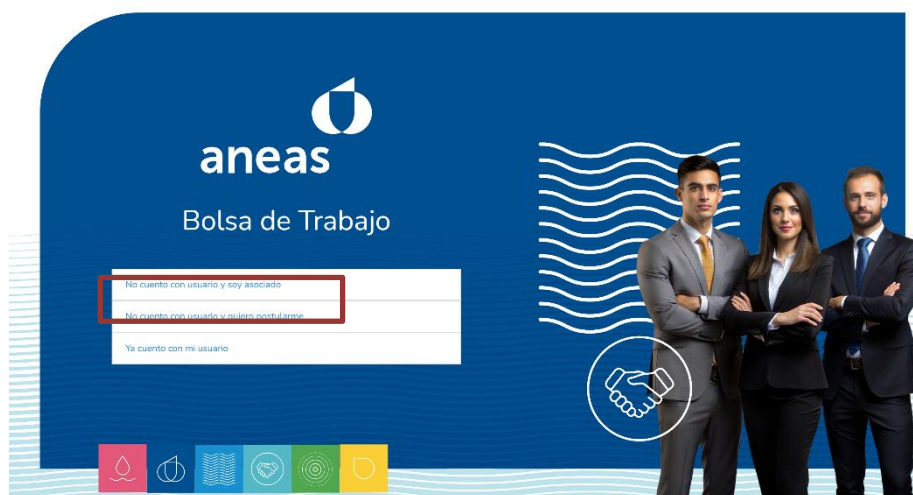 aneas
Bolsa de Trabajo
No cuento con usuario y soy asociado
No cuento con usuario y quiero postularme
Ya cuento con mi usuario